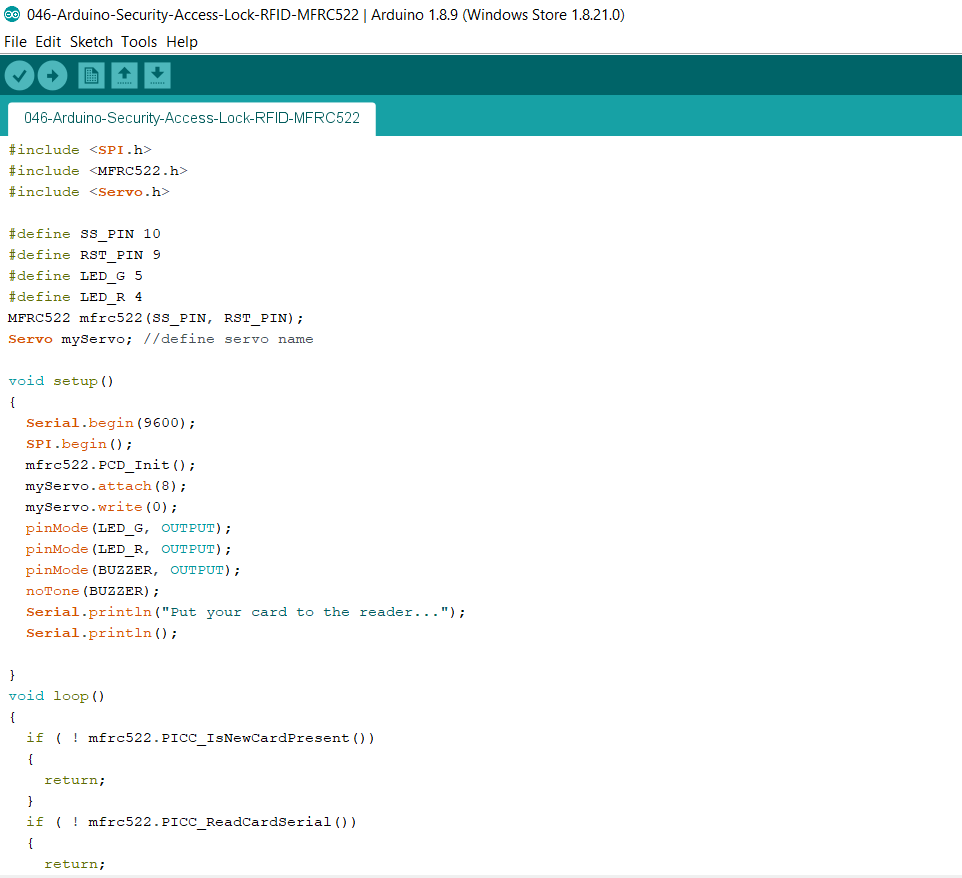 046-Arduino-Security-Access-Lock-RFID-MFRC522 | Arduino 1.8.9 (Windows Store 1.8.21.0)
File Edit Sketch Tools Help
046-Arduino-Security-Access-Lock-RFID-MFRC522
#include <SPI.h>
#include <MFRC522.h>
#include <Servo.h>

#define SS_PIN 10
#define RST_PIN 9
#define LED_G 5
#define LED_R 4
MFRC522 mfrc522(SS_PIN, RST_PIN);
Servo myServo; //define servo name

void setup()
{
  Serial.begin(9600);
  SPI.begin();
  mfrc522.PCD_Init();
  myServo.attach(8);
  myServo.write(0);
  pinMode(LED_G, OUTPUT);
  pinMode(LED_R, OUTPUT);
  pinMode(BUZZER, OUTPUT);
  noTone(BUZZER);
  Serial.println("Put your card to the reader...");
  Serial.println();

}
void loop()
{
  if ( ! mfrc522.PICC_IsNewCardPresent())
  {
    return;
  }
  if ( ! mfrc522.PICC_ReadCardSerial())
  {
    return;